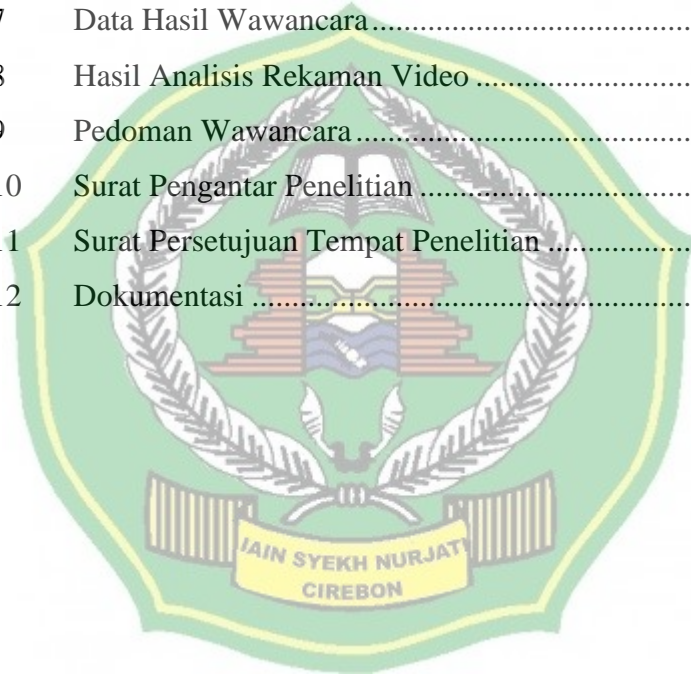 7 Data Hasil Wawancara ........................................
8 Hasil Analisis Rekaman Video ........................................
9 Pedoman Wawancara ........................................
10 Surat Pengantar Penelitian ........................................
11 Surat Persetujuan Tempat Penelitian ........................................
12 Dokumentasi ........................................
IAIN SYEKH NURJATI
CIREBON